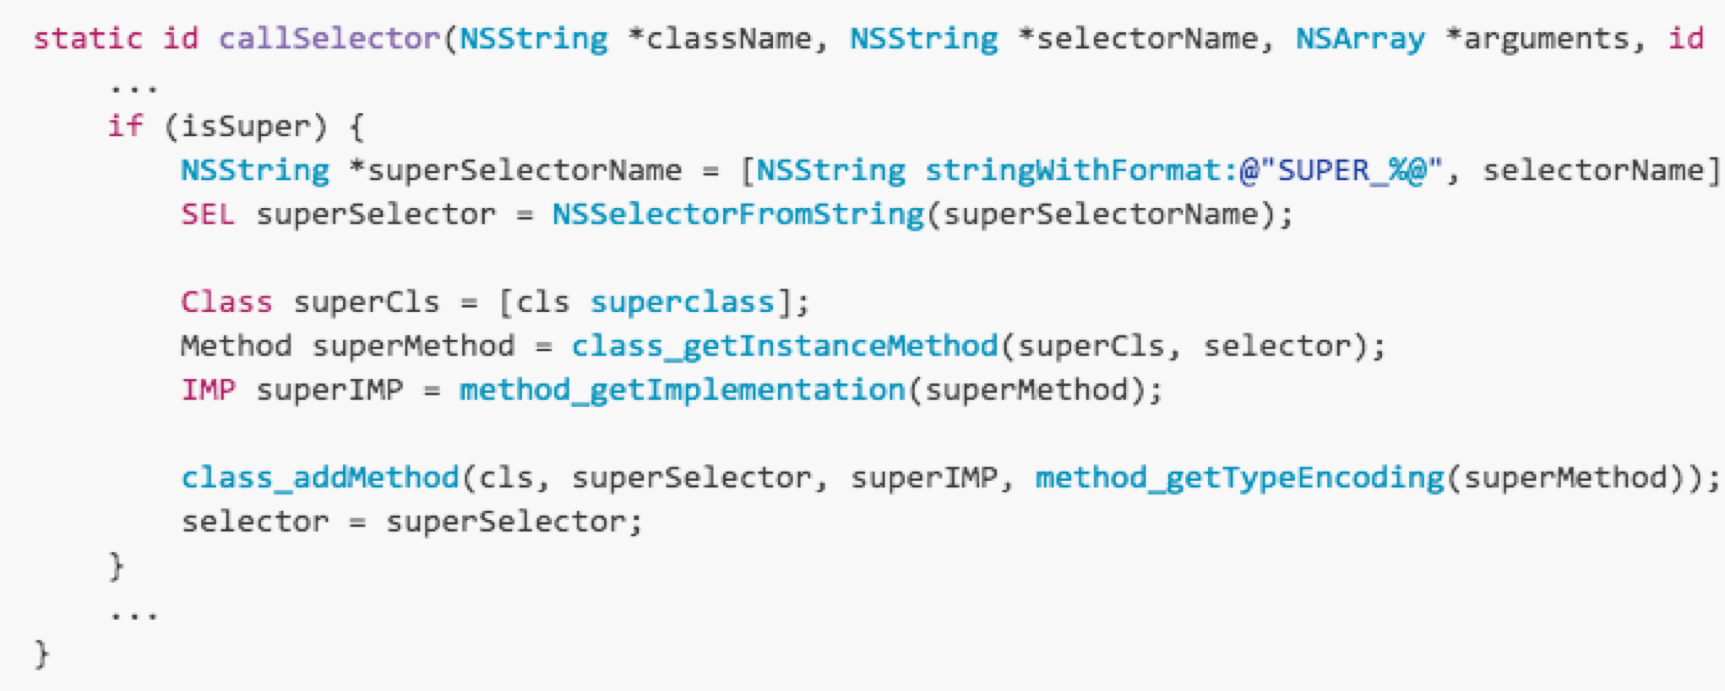 static id callSelector(NSString *className, NSString *selectorName, NSArray *arguments, id
    ...
    if (isSuper) {
        NSString *superSelectorName = [NSString stringWithFormat:@"SUPER_%@", selectorName]
        SEL superSelector = NSSelectorFromString(superSelectorName);

        Class superCls = [cls superclass];
        Method superMethod = class_getInstanceMethod(superCls, selector);
        IMP superIMP = method_getImplementation(superMethod);

        class_addMethod(cls, superSelector, superIMP, method_getTypeEncoding(superMethod));
        selector = superSelector;
    }
    ...
}